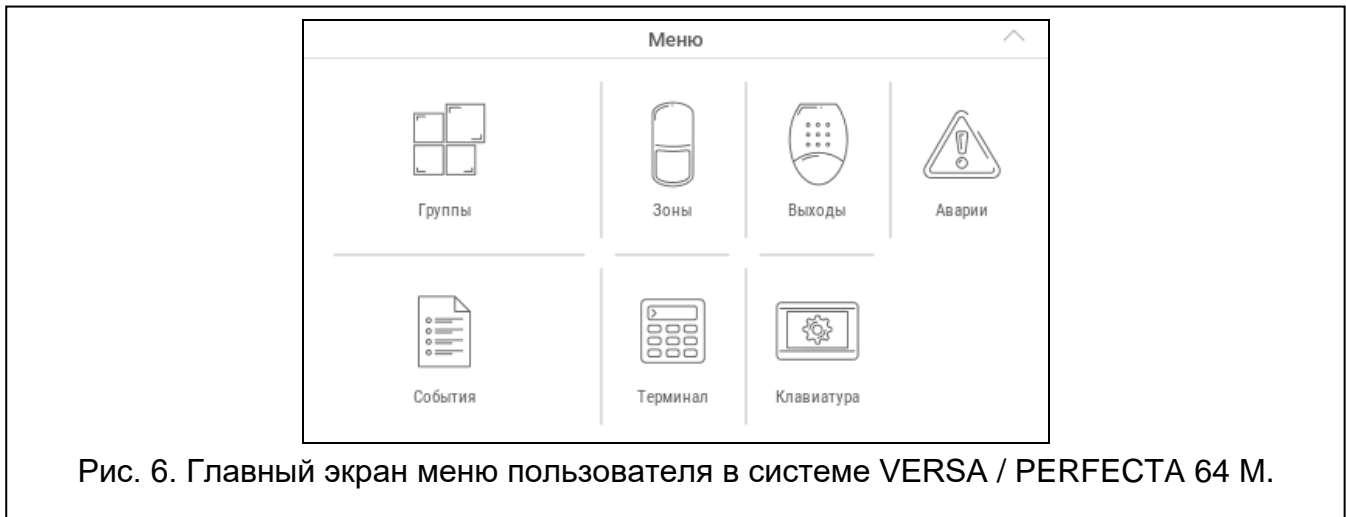 Меню
Группы
Зоны
Выходы
Аварии
События
Терминал
Клавиатура
Рис. 6. Главный экран меню пользователя в системе VERSA / PERFECTA 64 M.